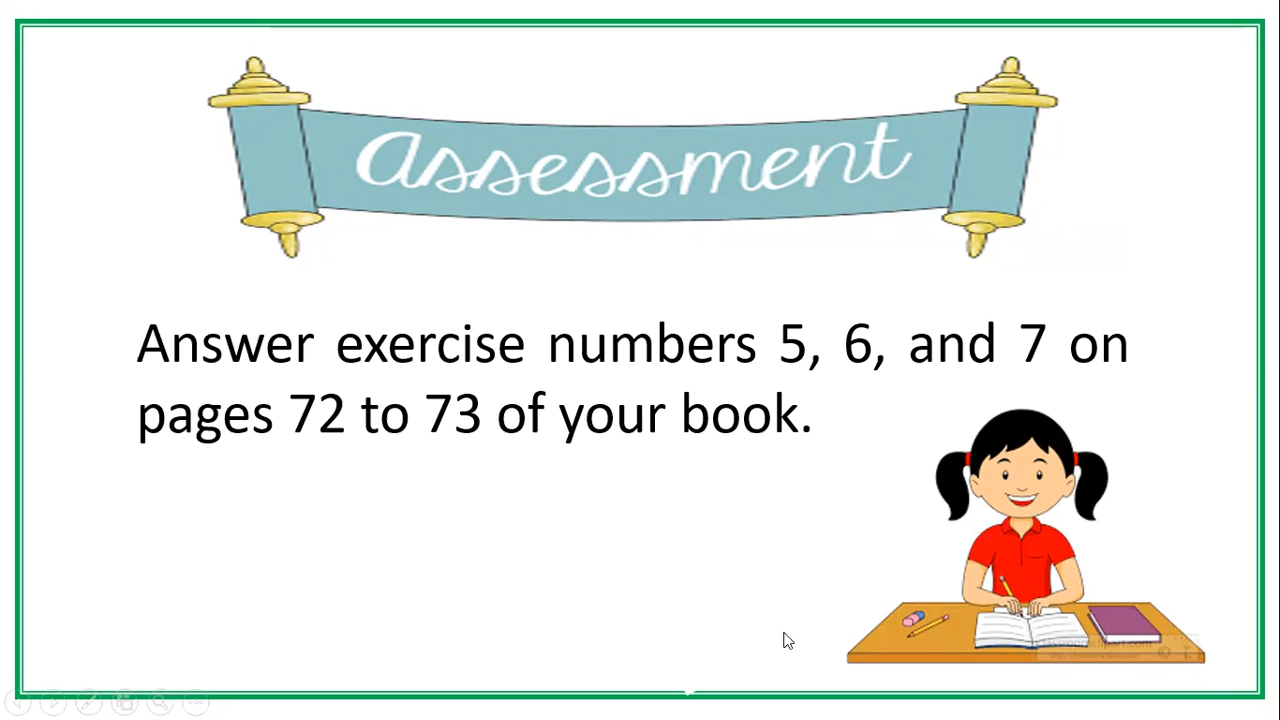 assessment
Answer exercise numbers 5, 6, and 7 on
pages 72 to 73 of your book.